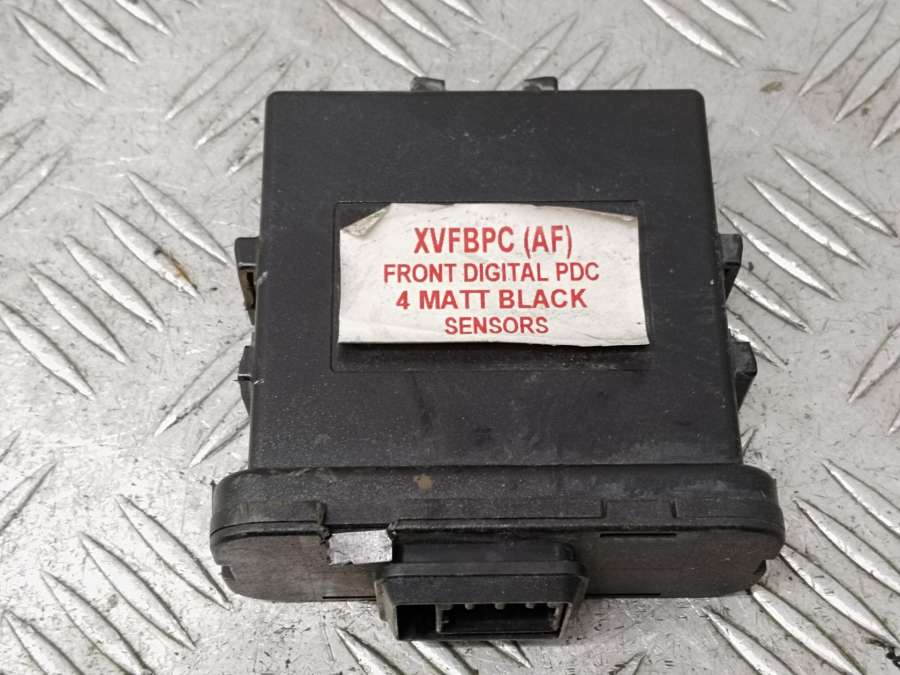 XVFBPC (AF)
FRONT DIGITAL PDC
4 MATT BLACK
SENSORS